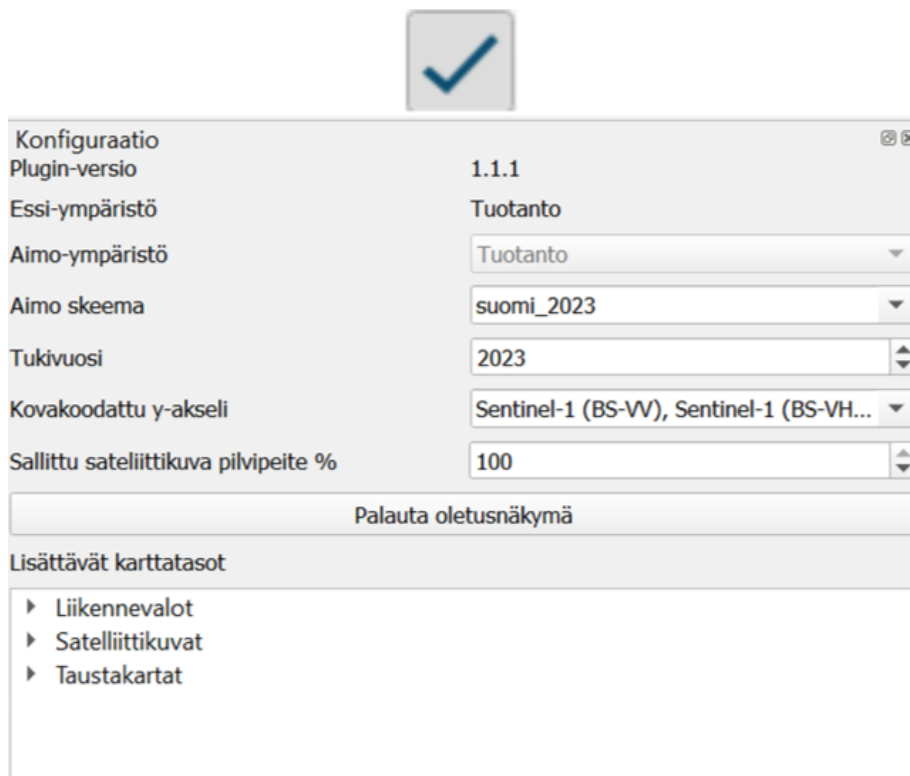 Konfiguraatio
Plugin-versio 1.1.1
Essi-ympäristö Tuotanto
Aimo-ympäristö Tuotanto
Aimo skeema suomi_2023
Tukivuosi 2023
Kovakoodattu y-akseli Sentinel-1 (BS-VV), Sentinel-1 (BS-VH...
Sallittu sateliittikuva pilvipeite % 100
Palauta oletusnäkymä
Lisättävät karttatasot
Liikennevalot
Satelliittikuvat
Taustakartat